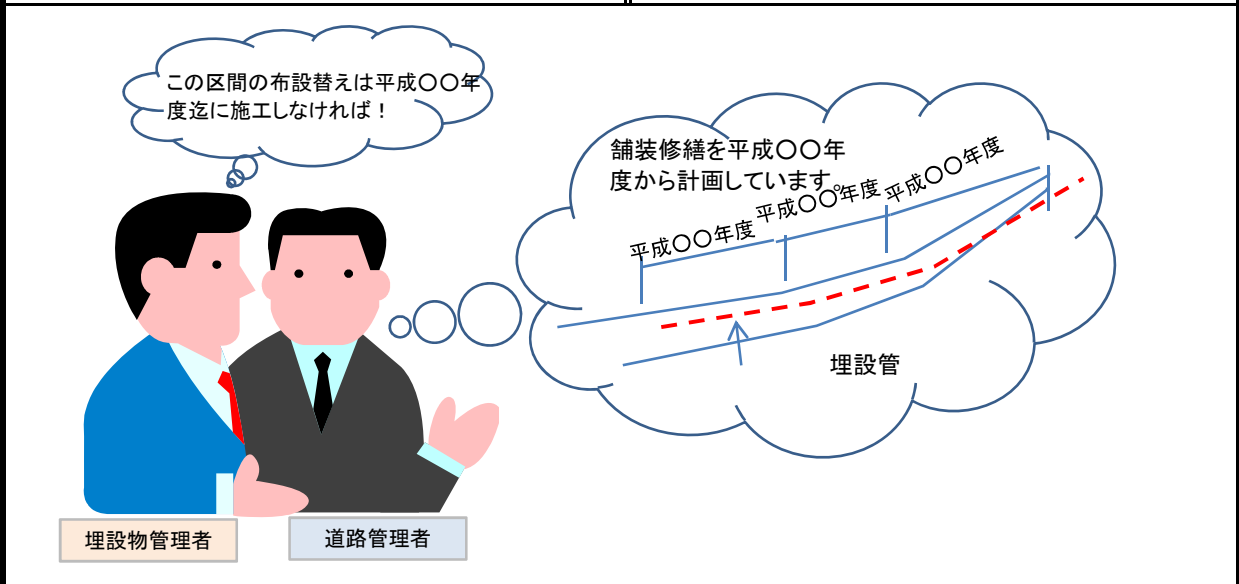 この区間の布設替えは平成〇〇年
度迄に施工しなければ!
舗装修繕を平成〇〇年
度から計画しています。
平成〇〇年度
平成〇〇年度
平成〇〇年度
埋設管
埋設物管理者
道路管理者